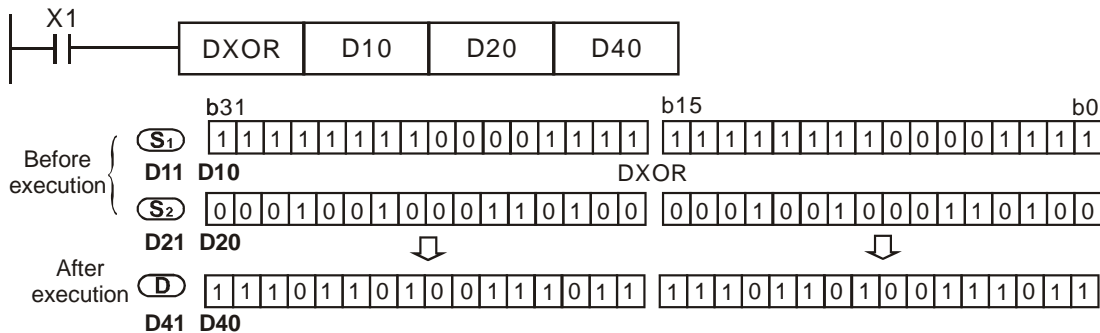 X1
DXOR D10 D20 D40
b31 b15 b0
S1 1 1 1 1 1 1 1 1 0 0 0 0 1 1 1 1 1 1 1 1 1 1 1 1 0 0 0 0 1 1 1 1
Before
execution
D11 D10 DXOR
S2 0 0 0 1 0 0 1 0 0 0 1 1 0 1 0 0 0 0 0 1 0 0 1 0 0 0 1 1 0 1 0 0
D21 D20
After
execution
D 1 1 1 0 1 1 0 1 0 0 1 1 1 0 1 1 1 1 1 0 1 1 0 1 0 0 1 1 1 0 1 1
D41 D40